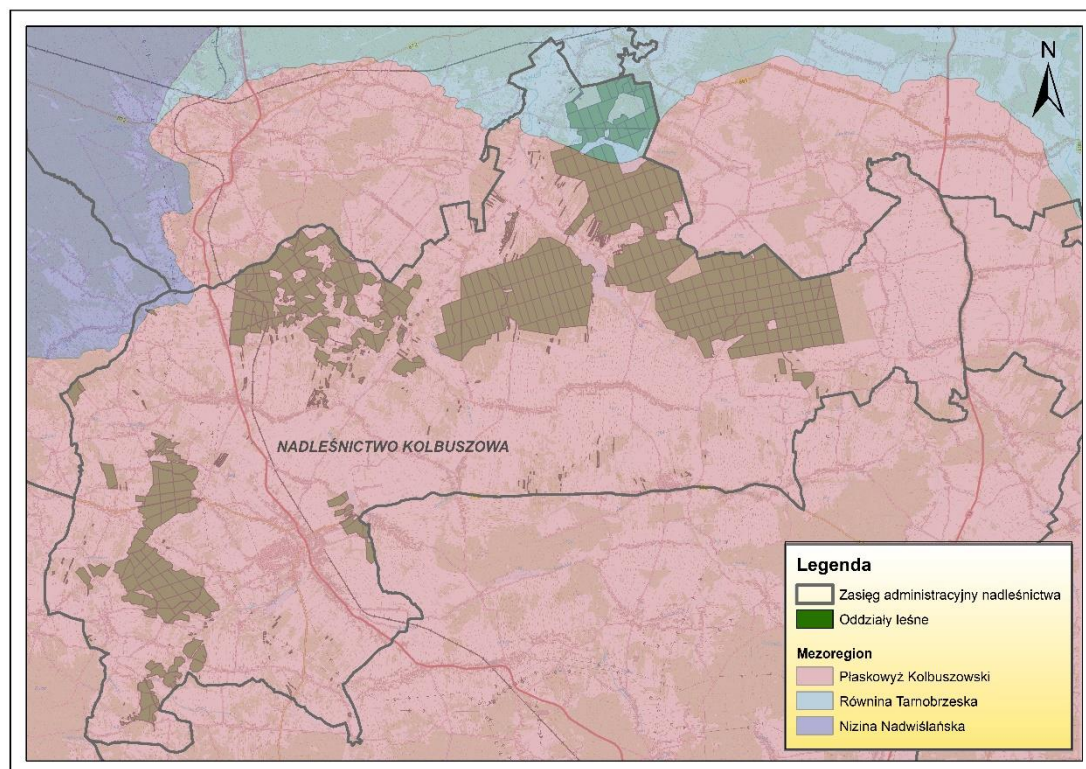 N
NADLEŚNICTWO KOLBUSZOWA
Legenda
Zasięg administracyjny nadleśnictwa
Oddziały leśne
Mezoregion
Płaskowyż Kolbuszowski
Równina Tarnobrzeska
Nizina Nadwiślańska